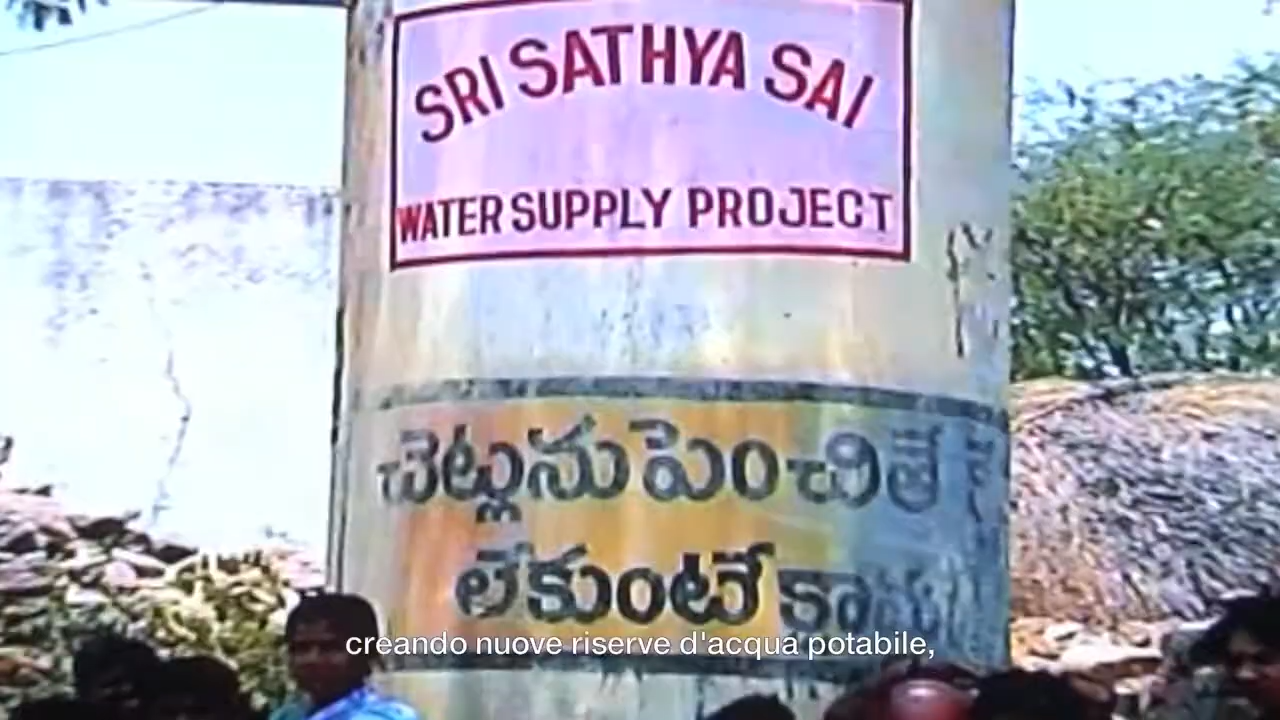 SRI SATHYA SAI
WATER SUPPLY PROJECT
చెట్లను పెంచితే
లేకుంటే
creando nuove riserve d'acqua potabile,